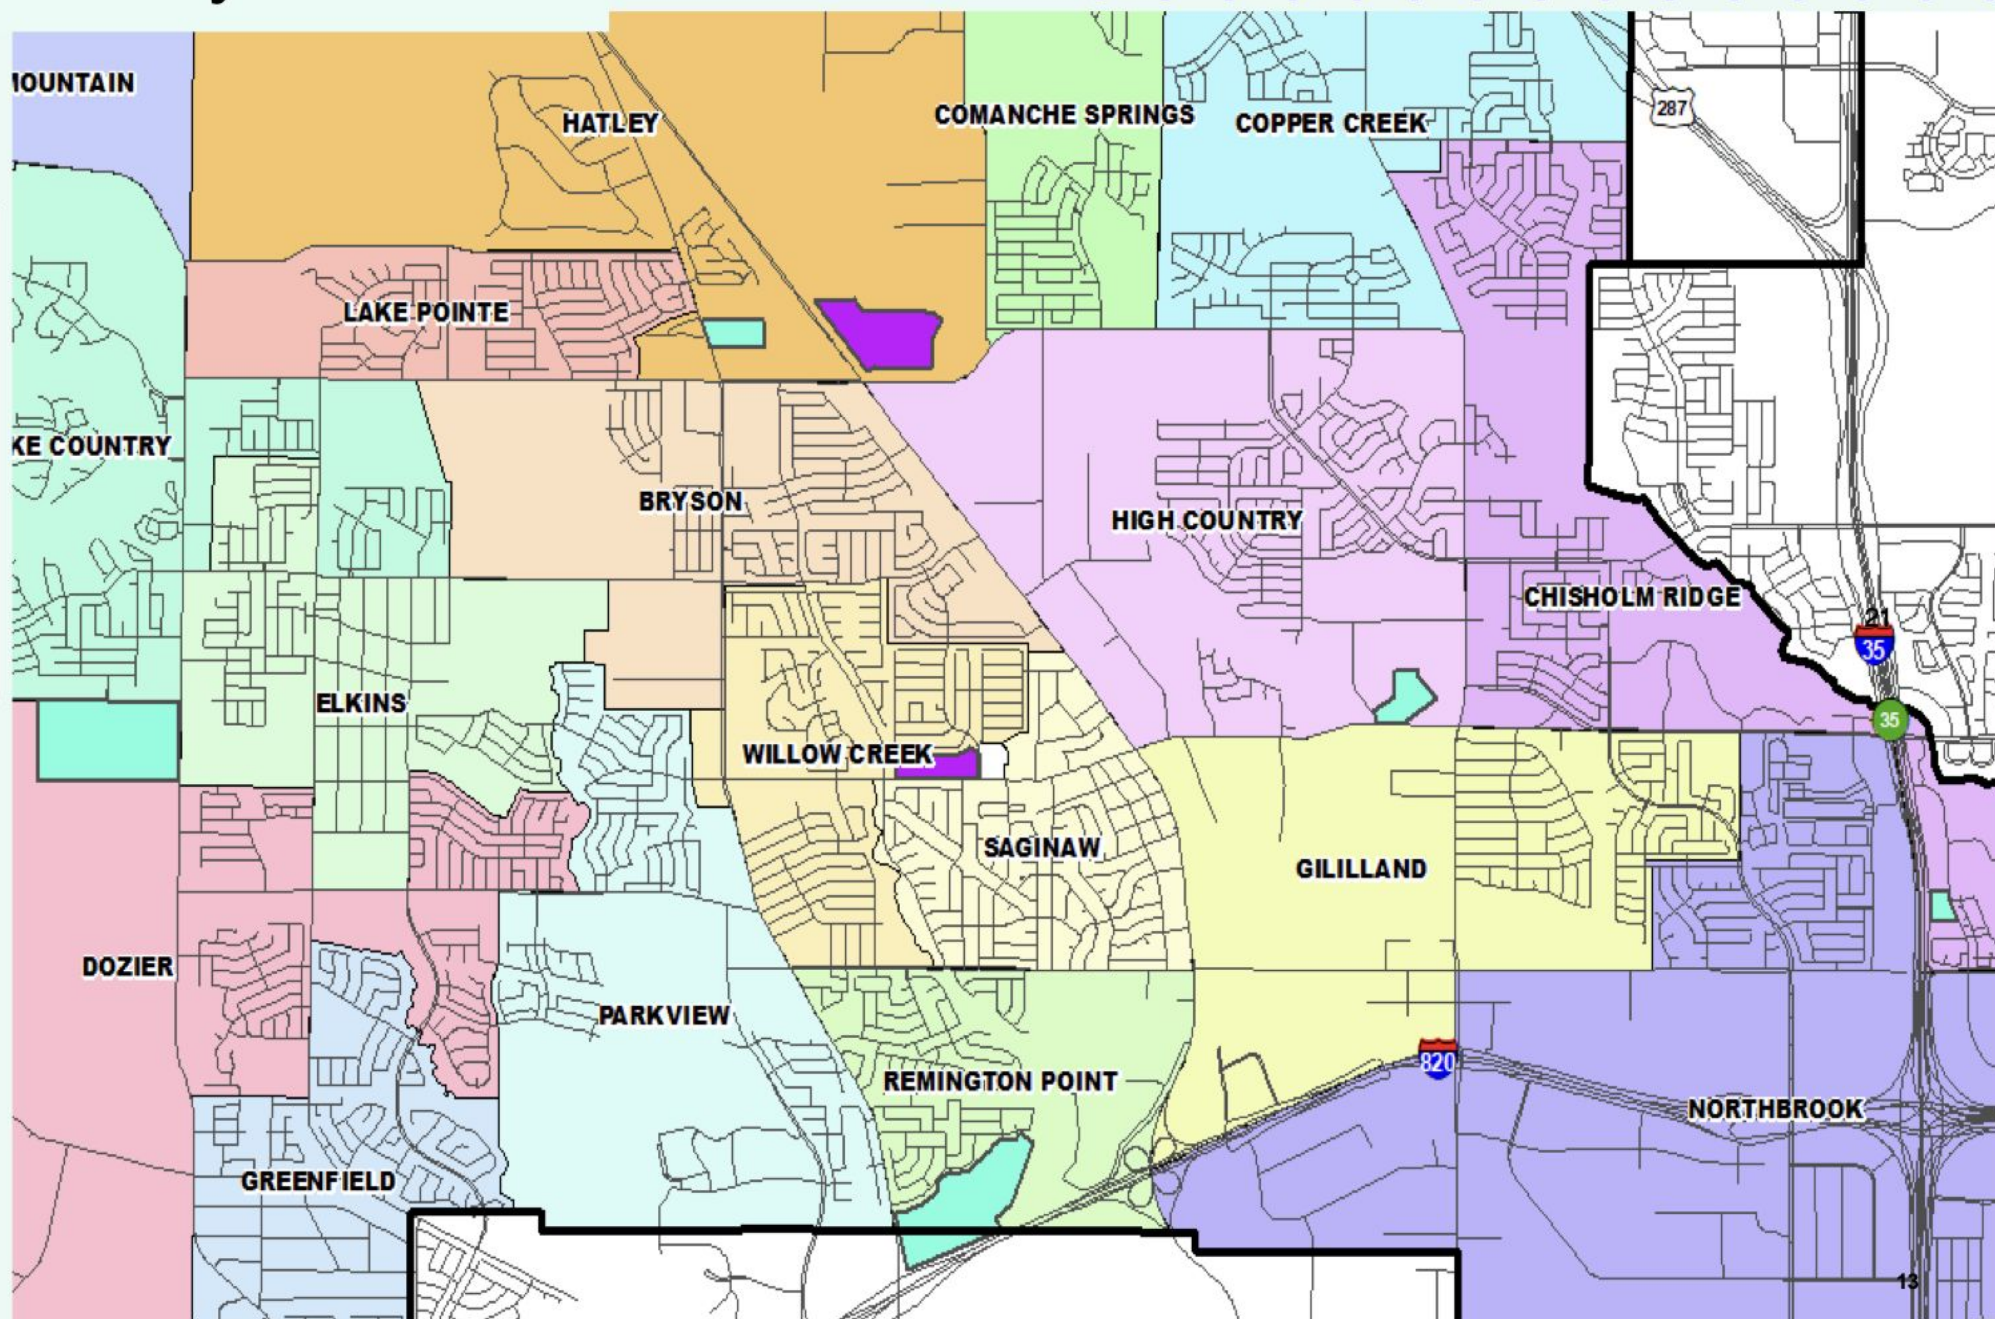 MOUNTAIN
HATLEY
COMANCHE SPRINGS
COPPER CREEK
287
LAKE POINTE
KE COUNTRY
BRYSON
HIGH COUNTRY
CHISHOLM RIDGE
21
35
ELKINS
35
WILLOW CREEK
SAGINAW
GILILLAND
DOZIER
PARKVIEW
820
REMINGTON POINT
NORTHBROOK
GREENFIELD
13